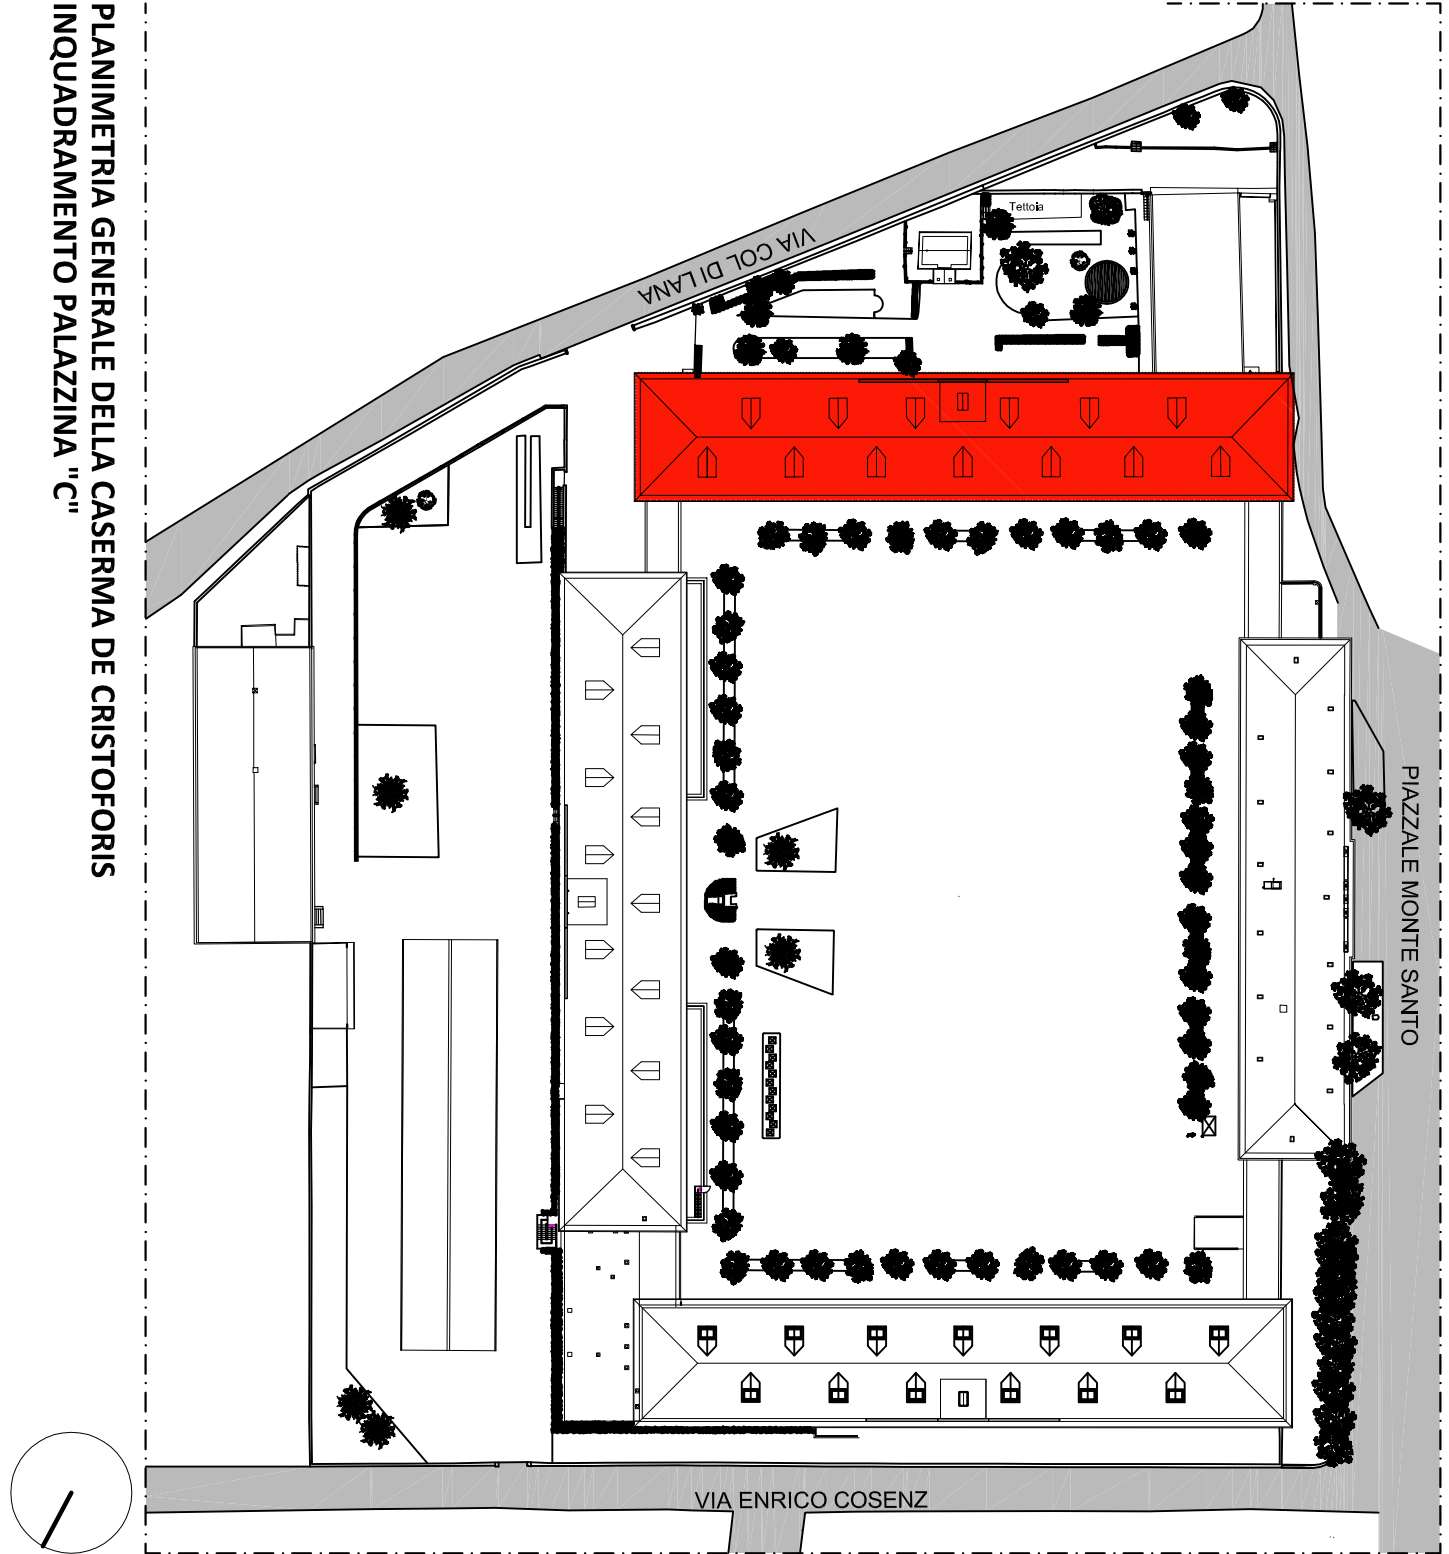 PLANIMETRIA GENERALE DELLA CASERMA DE CRISTOFORIS
INQUADRAMENTO PALAZZINA "C"
VIA COL DI LANA
Tettoia
PIAZZALE MONTE SANTO
VIA ENRICO COSENZ